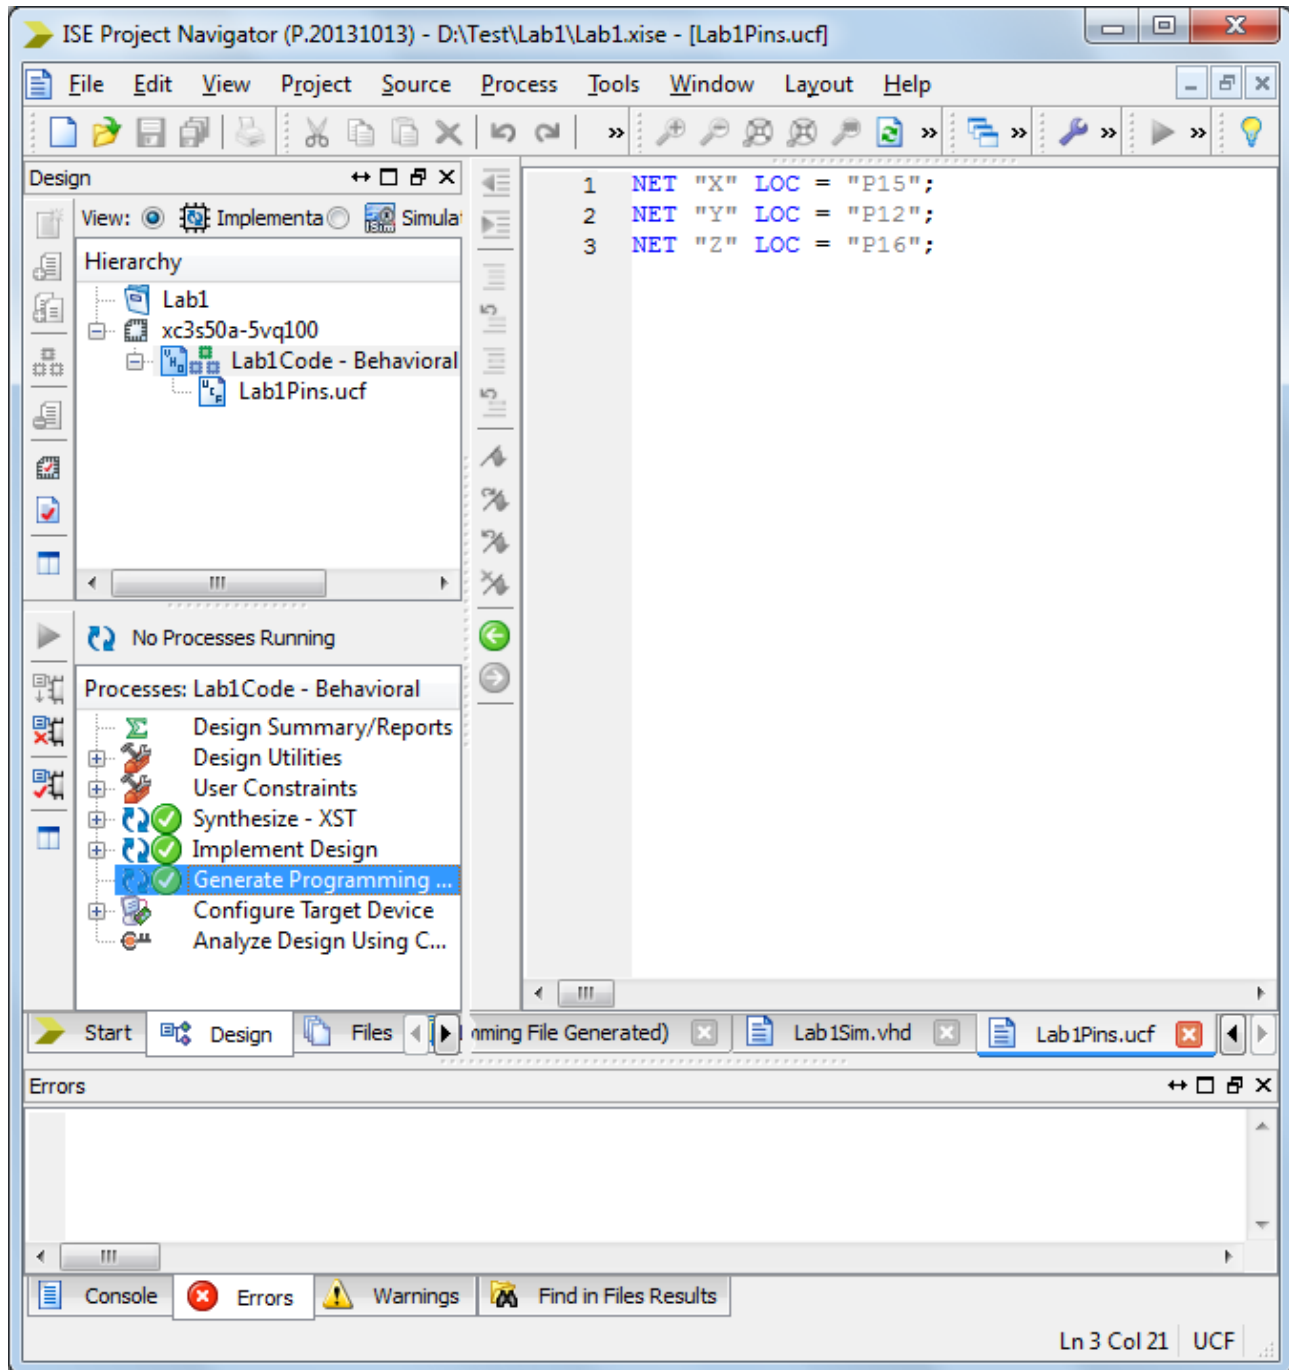 ISE Project Navigator (P.20131013) - D:\Test\Lab1\Lab1.xise - [Lab1Pins.ucf]
File Edit View Project Source Process Tools Window Layout Help
Design
View: Implementa Simula
Hierarchy
Lab1
xc3s50a-5vq100
Lab1Code - Behavioral
Lab1Pins.ucf
1 NET "X" LOC = "P15";
2 NET "Y" LOC = "P12";
3 NET "Z" LOC = "P16";
No Processes Running
Processes: Lab1Code - Behavioral
Design Summary/Reports
Design Utilities
User Constraints
Synthesize - XST
Implement Design
Generate Programming ...
Configure Target Device
Analyze Design Using C...
Start Design Files mming File Generated) Lab1Sim.vhd Lab1Pins.ucf
Errors
Console Errors Warnings Find in Files Results
Ln 3 Col 21 UCF